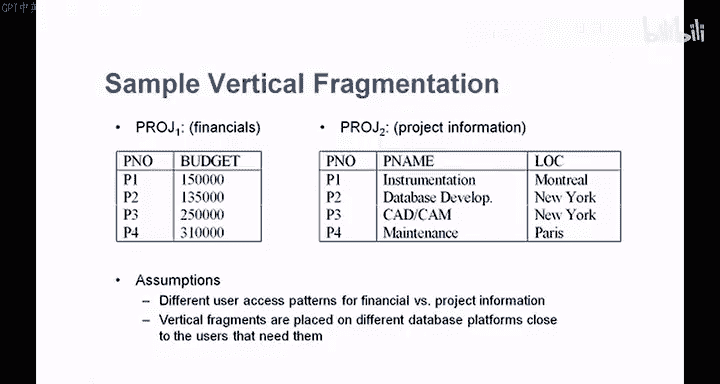 bilibili
Sample Vertical Fragmentation
• PROJ₁: (financials)
PNO BUDGET
P1 150000
P2 135000
P3 250000
P4 310000
• PROJ₂: (project information)
PNO PNAME LOC
P1 Instrumentation Montreal
P2 Database Develop. New York
P3 CAD/CAM New York
P4 Maintenance Paris
• Assumptions
– Different user access patterns for financial vs. project information
– Vertical fragments are placed on different database platforms close
to the users that need them